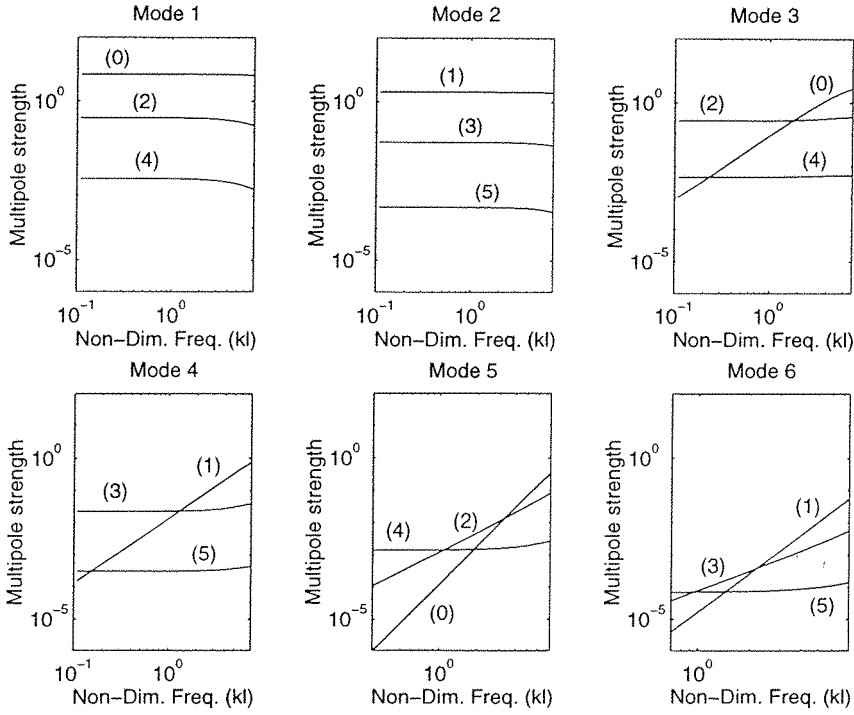 Mode 1
Mode 2
Mode 3
Multipole strength
10^0
10^-5
(0)
(2)
(4)
10^-1
10^0
Non-Dim. Freq. (kl)
Multipole strength
10^0
10^-5
(1)
(3)
(5)
10^-1
10^0
Non-Dim. Freq. (kl)
Multipole strength
10^0
10^-5
(0)
(2)
(4)
10^-1
10^0
Non-Dim. Freq. (kl)
Mode 4
Mode 5
Mode 6
Multipole strength
10^0
10^-5
(1)
(3)
(5)
10^-1
10^0
Non-Dim. Freq. (kl)
Multipole strength
10^0
10^-5
(4)
(2)
(0)
10^0
Non-Dim. Freq. (kl)
Multipole strength
10^0
10^-5
(1)
(3)
(5)
10^0
Non-Dim. Freq. (kl)